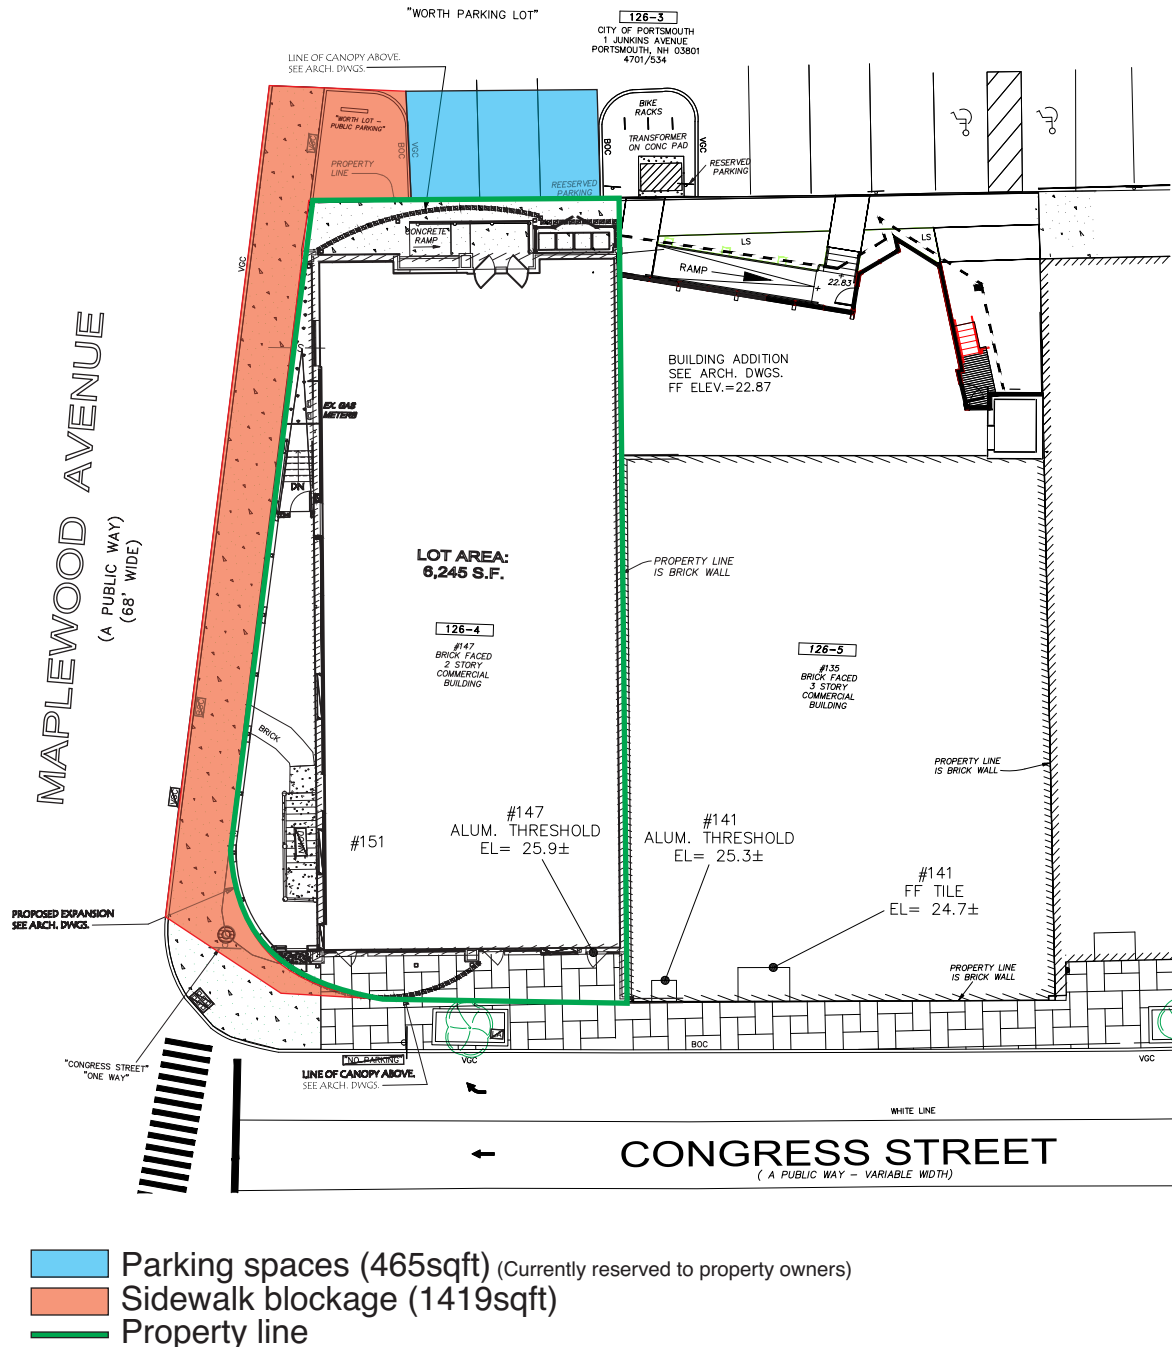 "WORTH PARKING LOT"
126-3
CITY OF PORTSMOUTH
1 JUNKINS AVENUE
PORTSMOUTH, NH 03801
4701/534
LINE OF CANOPY ABOVE.
SEE ARCH. DWGS.
"WORTH LOT -
PUBLIC PARKING"
BOC
VGC
PROPERTY
LINE
REESERVED
PARKING
BIKE
RACKS
TRANSFORMER
ON CONC PAD
BOC
VGC
RESERVED
PARKING
CONCRETE
RAMP
LS
LS
RAMP
22.83
VGC
S
BUILDING ADDITION
SEE ARCH. DWGS.
FF ELEV.=22.87
EX. GAS
METERS
DN
MAPLEWOOD AVENUE
(A PUBLIC WAY)
(68' WIDE)
LOT AREA:
6,245 S.F.
PROPERTY LINE
IS BRICK WALL
126-4
#147
BRICK FACED
2 STORY
COMMERCIAL
BUILDING
126-5
#135
BRICK FACED
3 STORY
COMMERCIAL
BUILDING
BRICK
PROPERTY LINE
IS BRICK WALL
#147
ALUM. THRESHOLD
EL= 25.9±
#151
#141
ALUM. THRESHOLD
EL= 25.3±
#141
FF TILE
EL= 24.7±
DOWN
PROPOSED EXPANSION
SEE ARCH. DWGS.
PROPERTY LINE
IS BRICK WALL
"CONGRESS STREET"
"ONE WAY"
"NO PARKING"
LINE OF CANOPY ABOVE.
SEE ARCH. DWGS.
VGC
BOC
VGC
WHITE LINE
CONGRESS STREET
( A PUBLIC WAY - VARIABLE WIDTH)
Parking spaces (465sqft) (Currently reserved to property owners)
Sidewalk blockage (1419sqft)
Property line